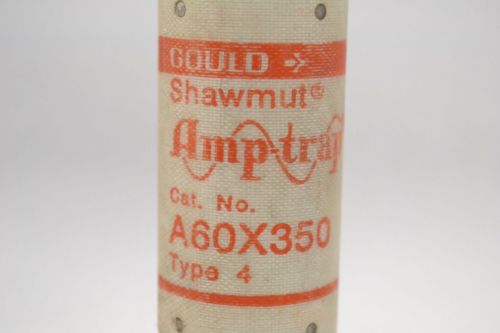 GOULD
Shawmut®
Amp-trap
Cat. No.
A60X350
Type 4